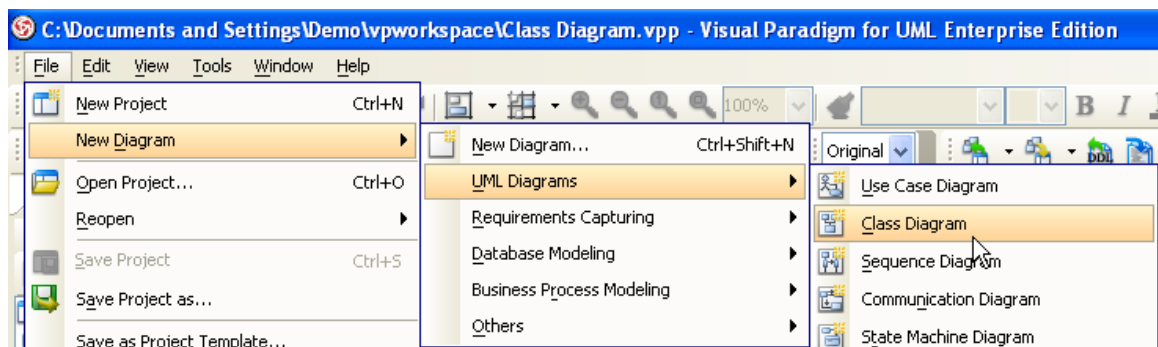 C:\Documents and Settings\Demo\vpworkspace\Class Diagram.vpp - Visual Paradigm for UML Enterprise Edition
File Edit View Tools Window Help
New Project Ctrl+N
100% B I
New Diagram
New Diagram... Ctrl+Shift+N
Original
DDL
Open Project... Ctrl+O
UML Diagrams
Use Case Diagram
Reopen
Requirements Capturing
Class Diagram
Save Project Ctrl+S
Database Modeling
Sequence Diagram
Save Project as...
Business Process Modeling
Communication Diagram
Save as Project Template...
Others
State Machine Diagram